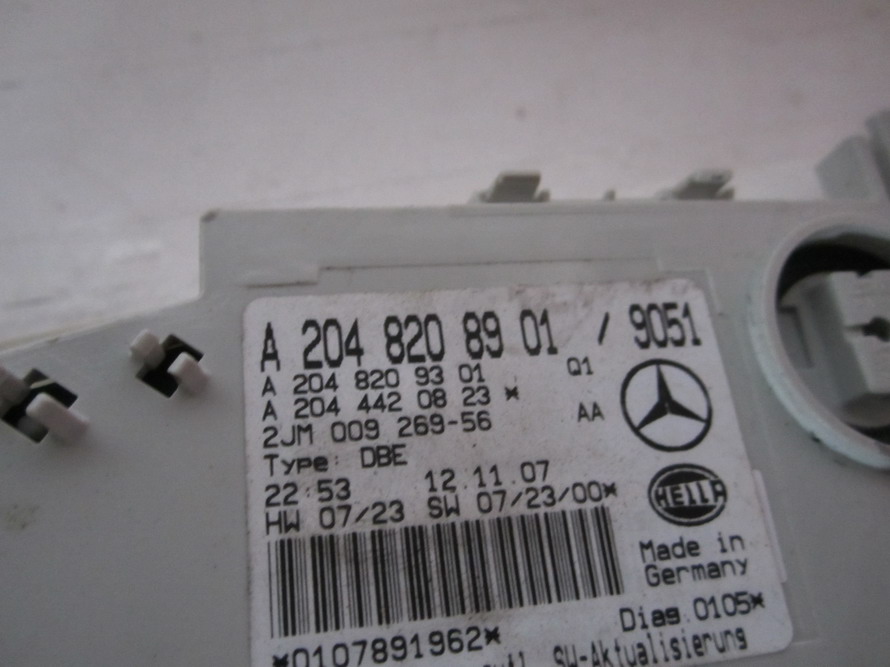 A 204 820 89 01 / 9051
A 204 820 93 01 Q1
A 204 442 08 23 *
2JM 009 269-56 AA
Type: DBE
22:53 12.11.07
HW 07/23 SW 07/23/00*
HELLA
Made in
Germany
Diag.0105*
*0107891962*
SW-Aktualisierung